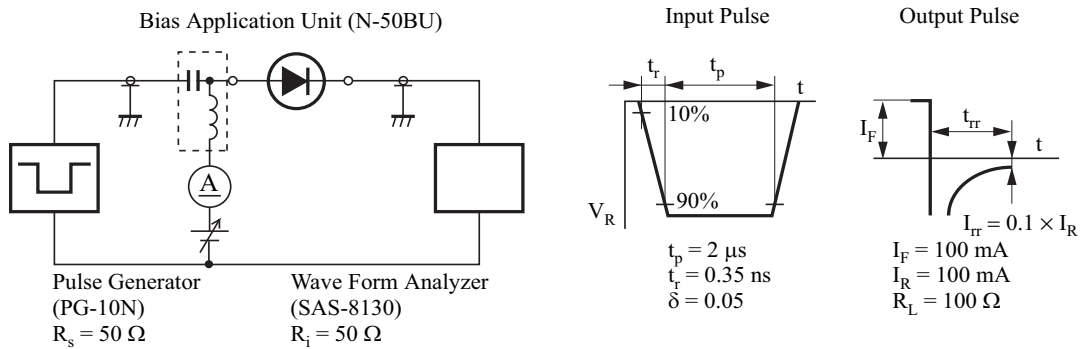 Bias Application Unit (N-50BU)
A
Pulse Generator
(PG-10N)
R_s = 50 Ω
Wave Form Analyzer
(SAS-8130)
R_i = 50 Ω
Input Pulse
t_r
t_p
t
10%
90%
V_R
t_p = 2 μs
t_r = 0.35 ns
δ = 0.05
Output Pulse
I_F
t_rr
t
I_rr = 0.1 × I_R
I_F = 100 mA
I_R = 100 mA
R_L = 100 Ω